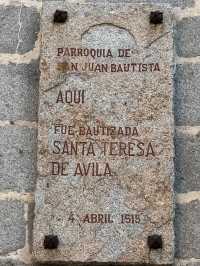 PARROQUIA DE
SAN JUAN BAUTISTA
AQUI
FUE BAUTIZADA
SANTA TERESA
DE AVILA
4 ABRIL 1515